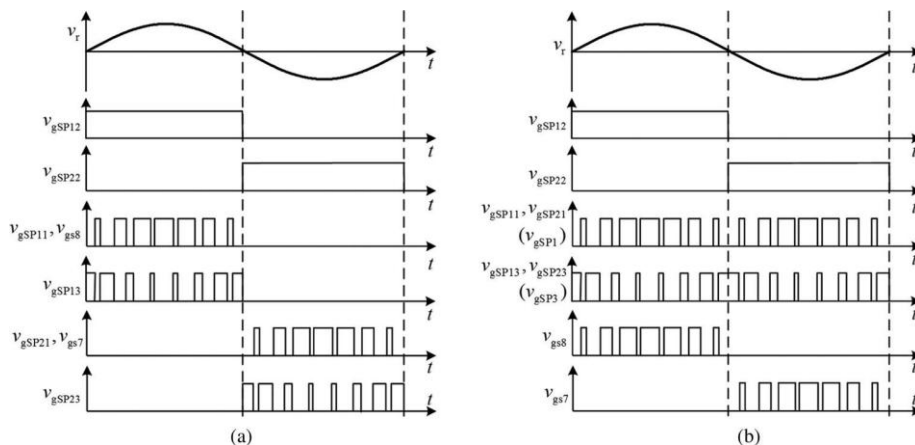 v_r
t
v_gSP12
t
v_gSP22
t
v_gSP11, v_gs8
t
v_gSP13
t
v_gSP21, v_gs7
t
v_gSP23
t
(a)
v_r
t
v_gSP12
t
v_gSP22
t
v_gSP11, v_gSP21
(v_gSP1)
t
v_gSP13, v_gSP23
(v_gSP3)
t
v_gs8
t
v_gs7
t
(b)